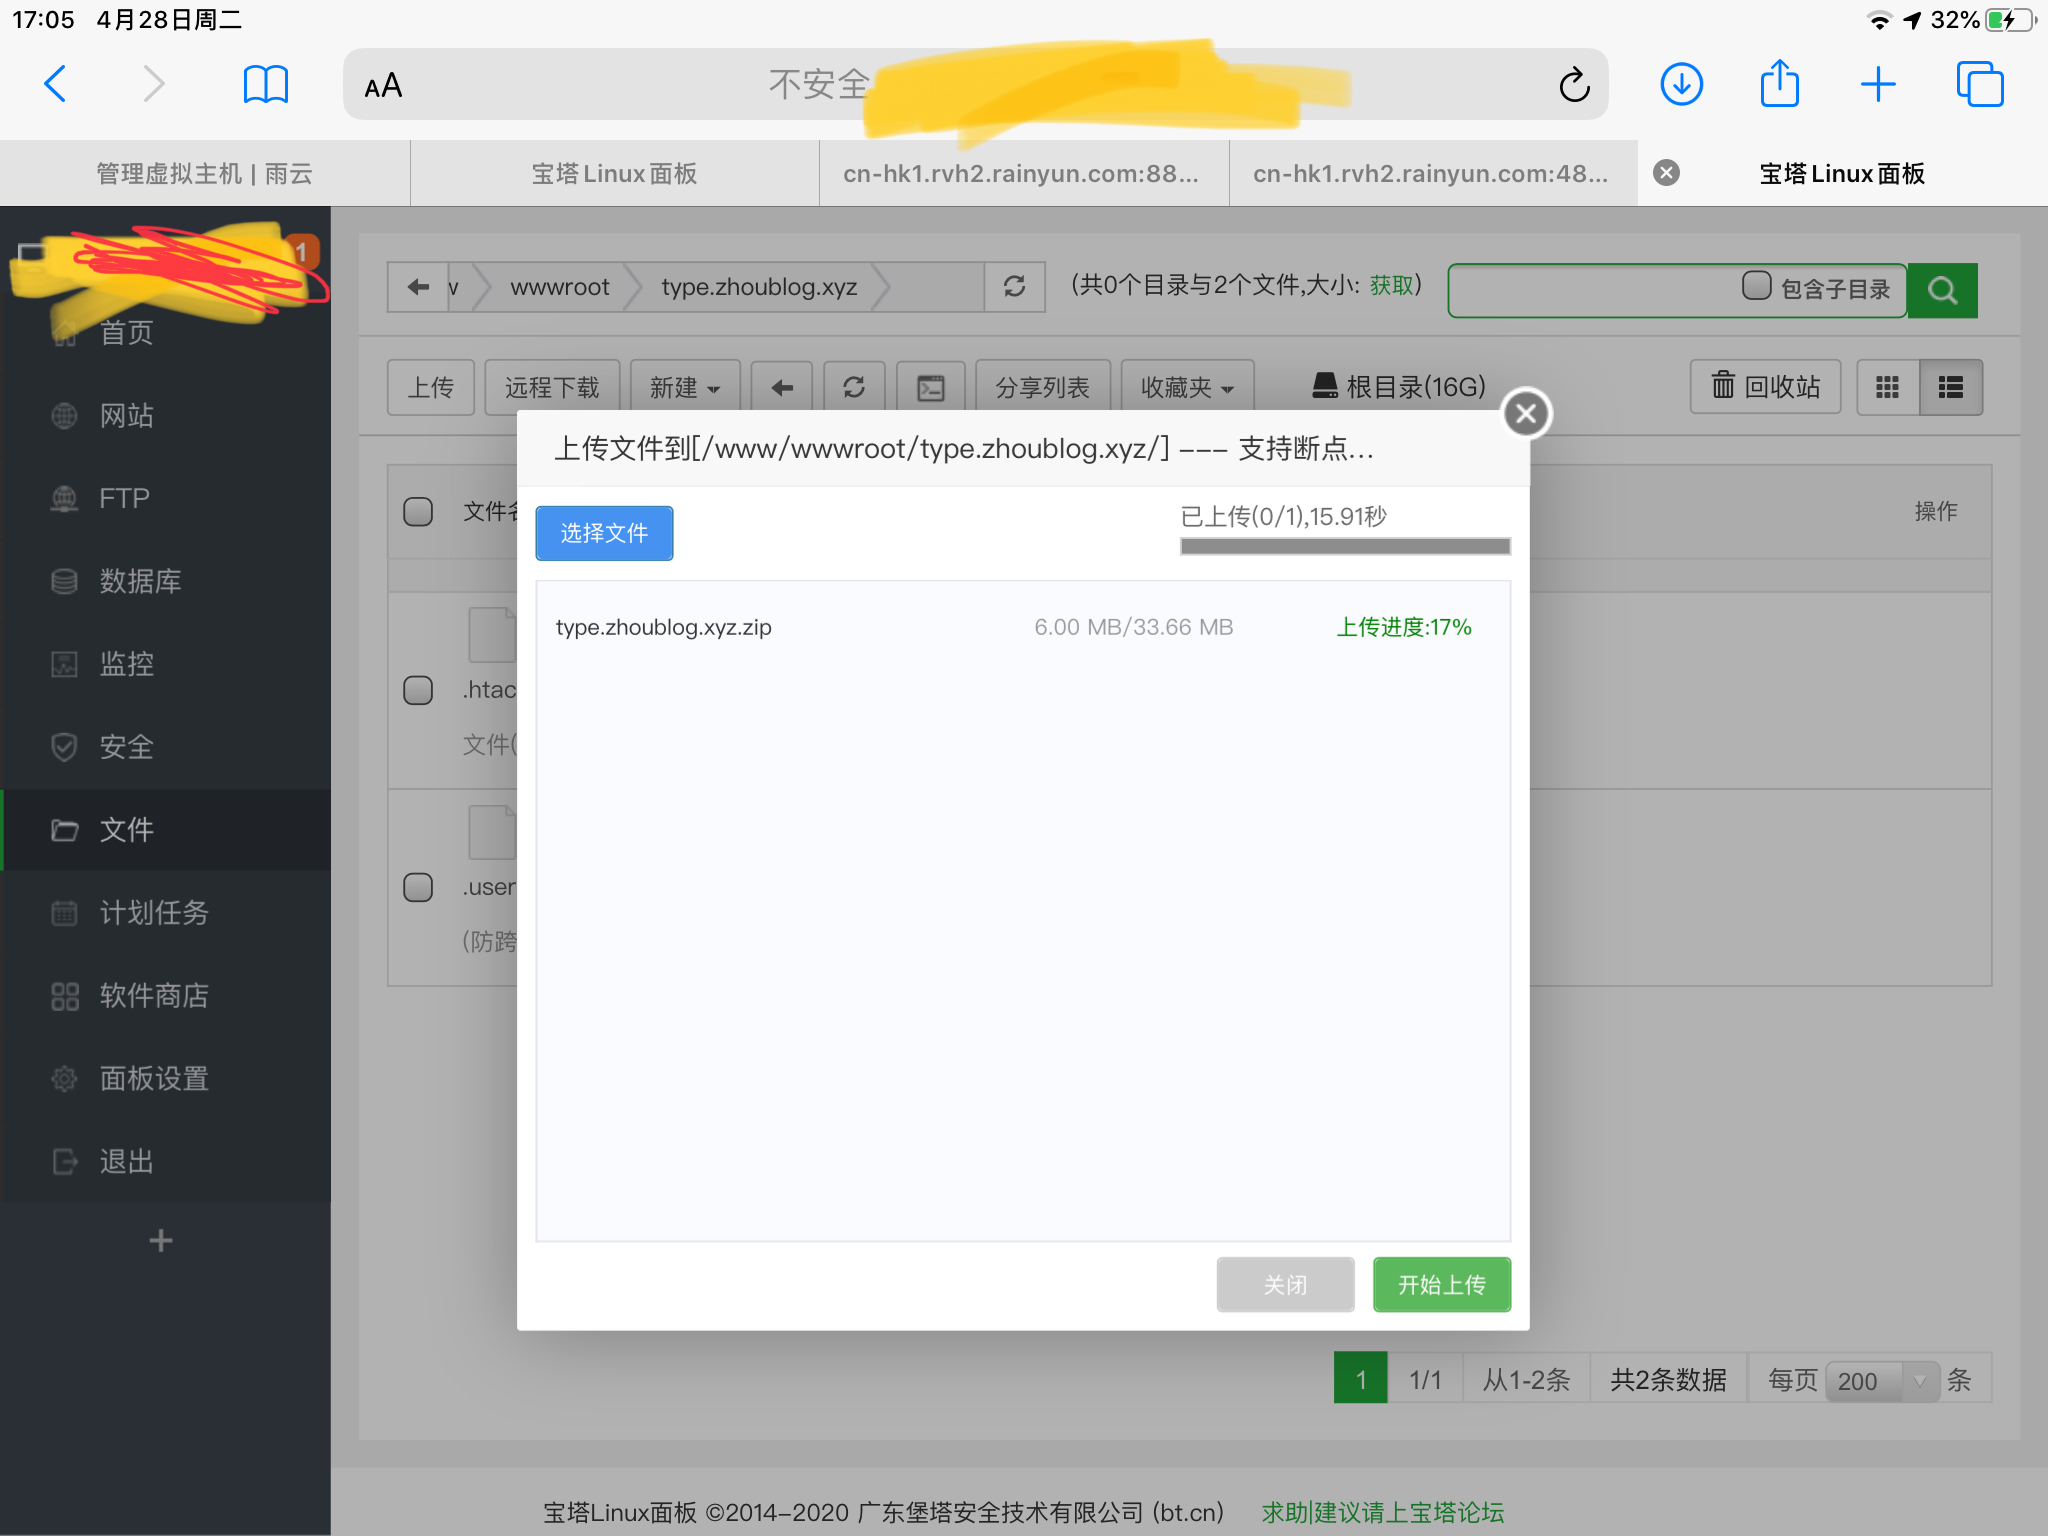 17:05 4月28日周二
32%
AA
不安全
管理虚拟主机 | 雨云
宝塔Linux面板
cn-hk1.rvh2.rainyun.com:88...
cn-hk1.rvh2.rainyun.com:48...
宝塔Linux面板
1
首页
网站
FTP
数据库
监控
安全
文件
计划任务
软件商店
面板设置
退出
wwwroot
type.zhoublog.xyz
(共0个目录与2个文件,大小: 获取)
包含子目录
上传
远程下载
新建
分享列表
收藏夹
根目录(16G)
回收站
文件名
操作
.htac
文件(
.user
(防跨
上传文件到[/www/wwwroot/type.zhoublog.xyz/] --- 支持断点...
选择文件
已上传(0/1),15.91秒
type.zhoublog.xyz.zip
6.00 MB/33.66 MB
上传进度:17%
关闭
开始上传
1
1/1
从1-2条
共2条数据
每页
200
条
宝塔Linux面板 ©2014-2020 广东堡塔安全技术有限公司 (bt.cn)
求助|建议请上宝塔论坛